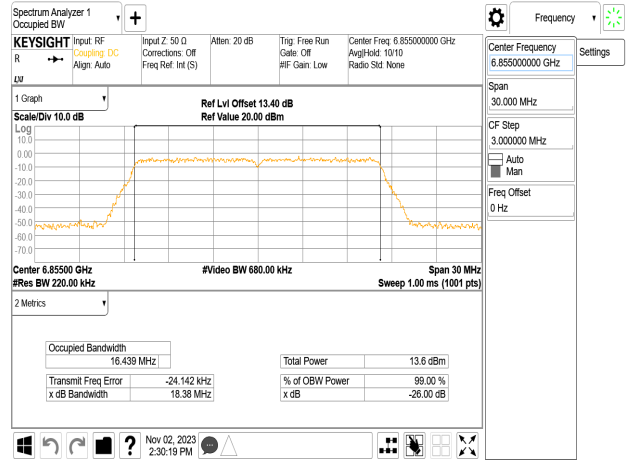 Spectrum Analyzer 1
Occupied BW
KEYSIGHT
R
Input: RF
Coupling: DC
Align: Auto
Input Z: 50 Ω
Corrections: Off
Freq Ref: Int (S)
Atten: 20 dB
Trig: Free Run
Gate: Off
#IF Gain: Low
Center Freq: 6.855000000 GHz
Avg|Hold: 10/10
Radio Std: None
1 Graph
Scale/Div 10.0 dB
Ref Lvl Offset 13.40 dB
Ref Value 20.00 dBm
Log
10.0
0.00
-10.0
-20.0
-30.0
-40.0
-50.0
-60.0
-70.0
Center 6.85500 GHz
#Video BW 680.00 kHz
Span 30 MHz
#Res BW 220.00 kHz
Sweep 1.00 ms (1001 pts)
2 Metrics
Occupied Bandwidth
16.439 MHz
Total Power 13.6 dBm
Transmit Freq Error -24.142 kHz
% of OBW Power 99.00 %
x dB Bandwidth 18.38 MHz
x dB -26.00 dB
Nov 02, 2023
2:30:19 PM
Frequency
Settings
Center Frequency
6.855000000 GHz
Span
30.000 MHz
CF Step
3.000000 MHz
Auto
Man
Freq Offset
0 Hz